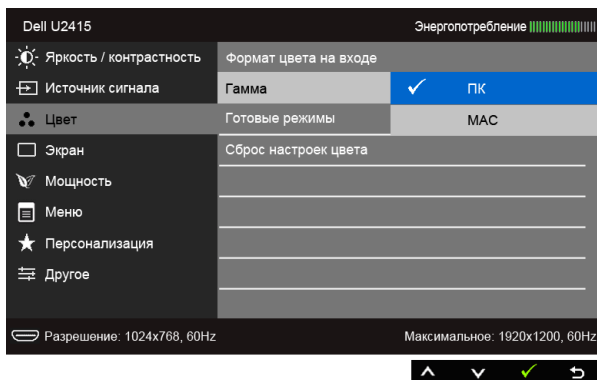 Dell U2415 Энергопотребление
Яркость / контрастность Формат цвета на входе
Источник сигнала Гамма ПК
Цвет Готовые режимы MAC
Экран Сброс настроек цвета
Мощность
Меню
Персонализация
Другое
Разрешение: 1024x768, 60Hz Максимальное: 1920x1200, 60Hz